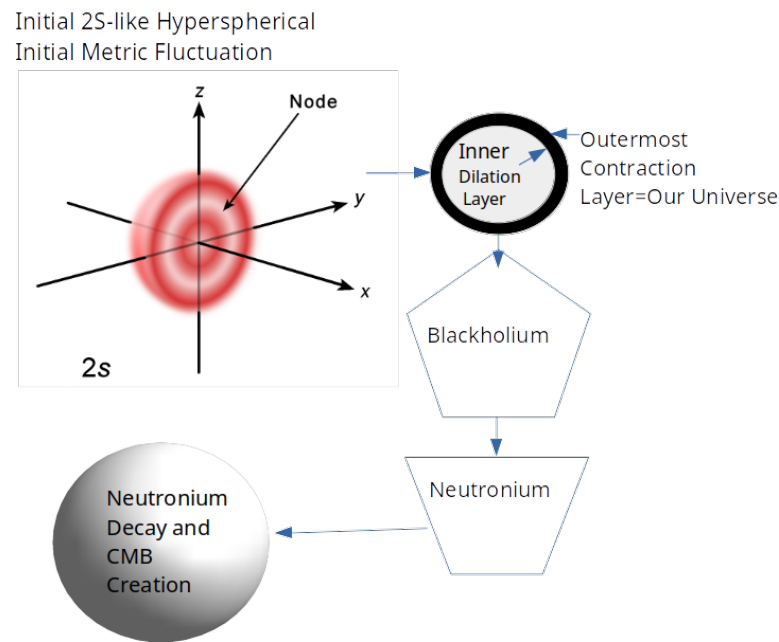 Initial 2S-like Hyperspherical
Initial Metric Fluctuation
z
Node
y
x
2s
Inner
Dilation
Layer
Outermost
Contraction
Layer=Our Universe
Blackholium
Neutronium
Neutronium
Decay and
CMB
Creation